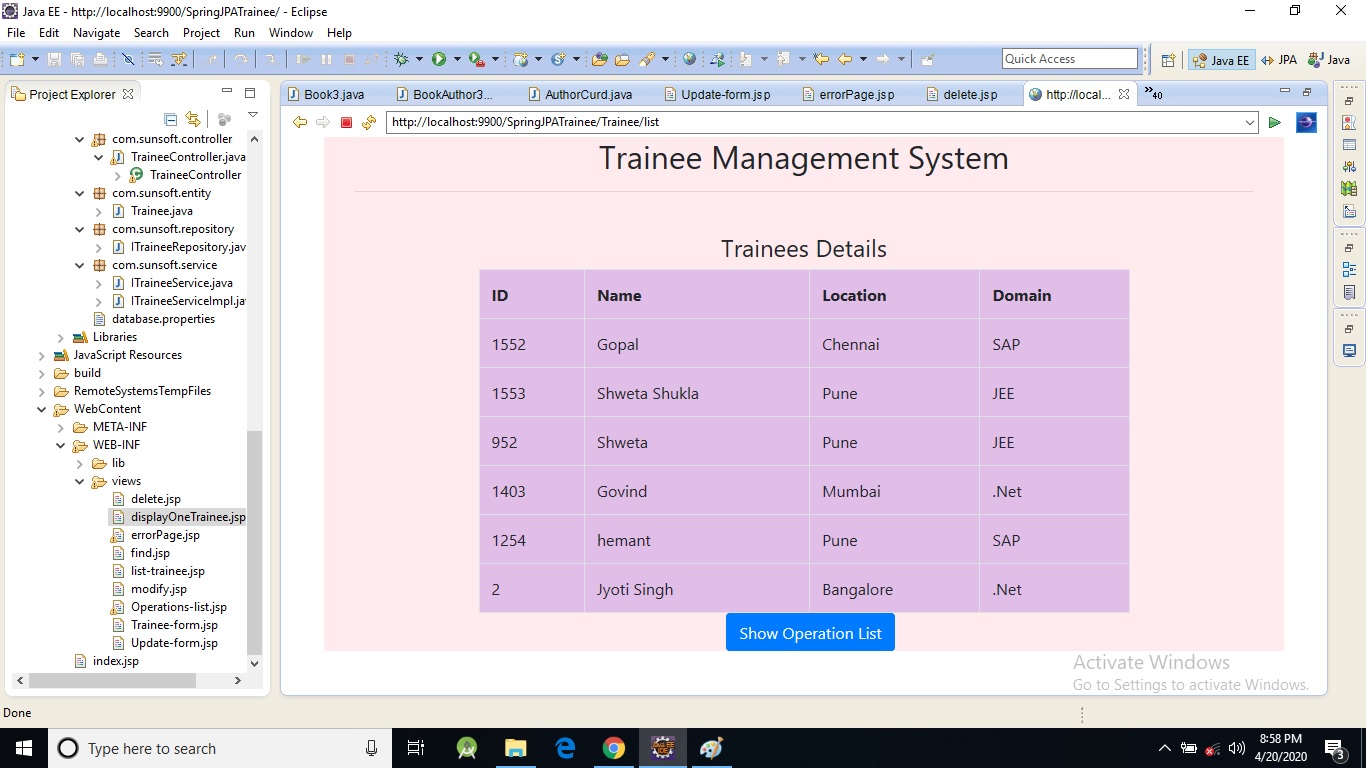 Java EE - http://localhost:9900/SpringJPATrainee/ - Eclipse
File Edit Navigate Search Project Run Window Help
Quick Access
Java EE
JPA
Java
Project Explorer
com.sunsoft.controller
TraineeController.java
TraineeController
com.sunsoft.entity
Trainee.java
com.sunsoft.repository
ITraineeRepository.jav
com.sunsoft.service
ITraineeService.java
ITraineeServiceImpl.ja
database.properties
Libraries
JavaScript Resources
build
RemoteSystemsTempFiles
WebContent
META-INF
WEB-INF
lib
views
delete.jsp
displayOneTrainee.jsp
errorPage.jsp
find.jsp
list-trainee.jsp
modify.jsp
Operations-list.jsp
Trainee-form.jsp
Update-form.jsp
index.jsp
Book3.java BookAuthor3... AuthorCurd.java Update-form.jsp errorPage.jsp delete.jsp http://local... »40
http://localhost:9900/SpringJPATrainee/Trainee/list
Trainee Management System
Trainees Details
ID Name Location Domain
1552 Gopal Chennai SAP
1553 Shweta Shukla Pune JEE
952 Shweta Pune JEE
1403 Govind Mumbai .Net
1254 hemant Pune SAP
2 Jyoti Singh Bangalore .Net
Show Operation List
Activate Windows
Go to Settings to activate Windows.
Done
Type here to search
8:58 PM
4/20/2020
3